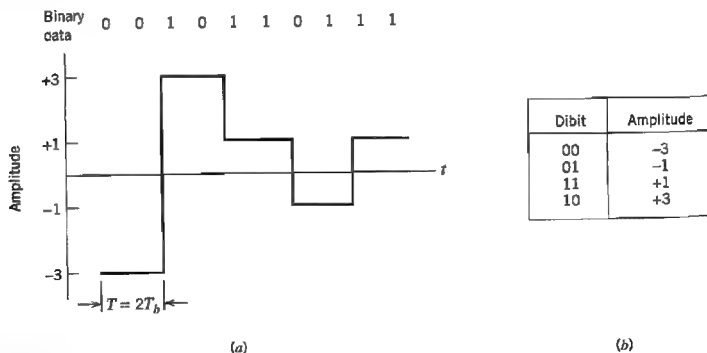 Binary data 0 0 1 0 1 1 0 1 1 1
+3
+1
-1
-3
Amplitude
t
T = 2T_b
(a)
Dibit Amplitude
00 -3
01 -1
11 +1
10 +3
(b)